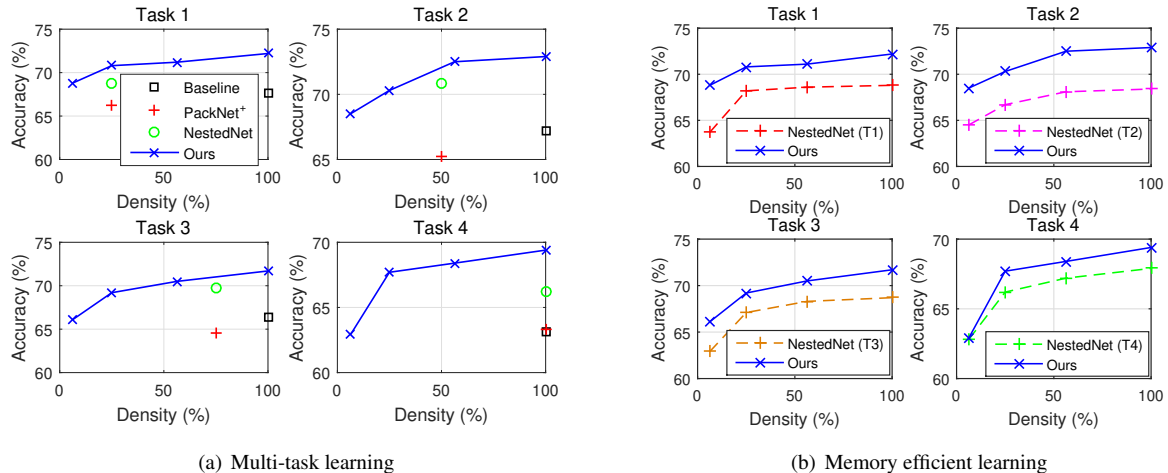 Task 1
75
70
65
60
Accuracy (%)
0
50
100
Density (%)
Baseline
PackNet+
NestedNet
Ours
Task 2
75
70
65
Accuracy (%)
0
50
100
Density (%)
Task 3
75
70
65
60
Accuracy (%)
0
50
100
Density (%)
Task 4
70
65
60
Accuracy (%)
0
50
100
Density (%)
(a) Multi-task learning
Task 1
75
70
65
60
Accuracy (%)
0
50
100
Density (%)
NestedNet (T1)
Ours
Task 2
75
70
65
60
Accuracy (%)
0
50
100
Density (%)
NestedNet (T2)
Ours
Task 3
75
70
65
60
Accuracy (%)
0
50
100
Density (%)
NestedNet (T3)
Ours
Task 4
70
65
60
Accuracy (%)
0
50
100
Density (%)
NestedNet (T4)
Ours
(b) Memory efficient learning